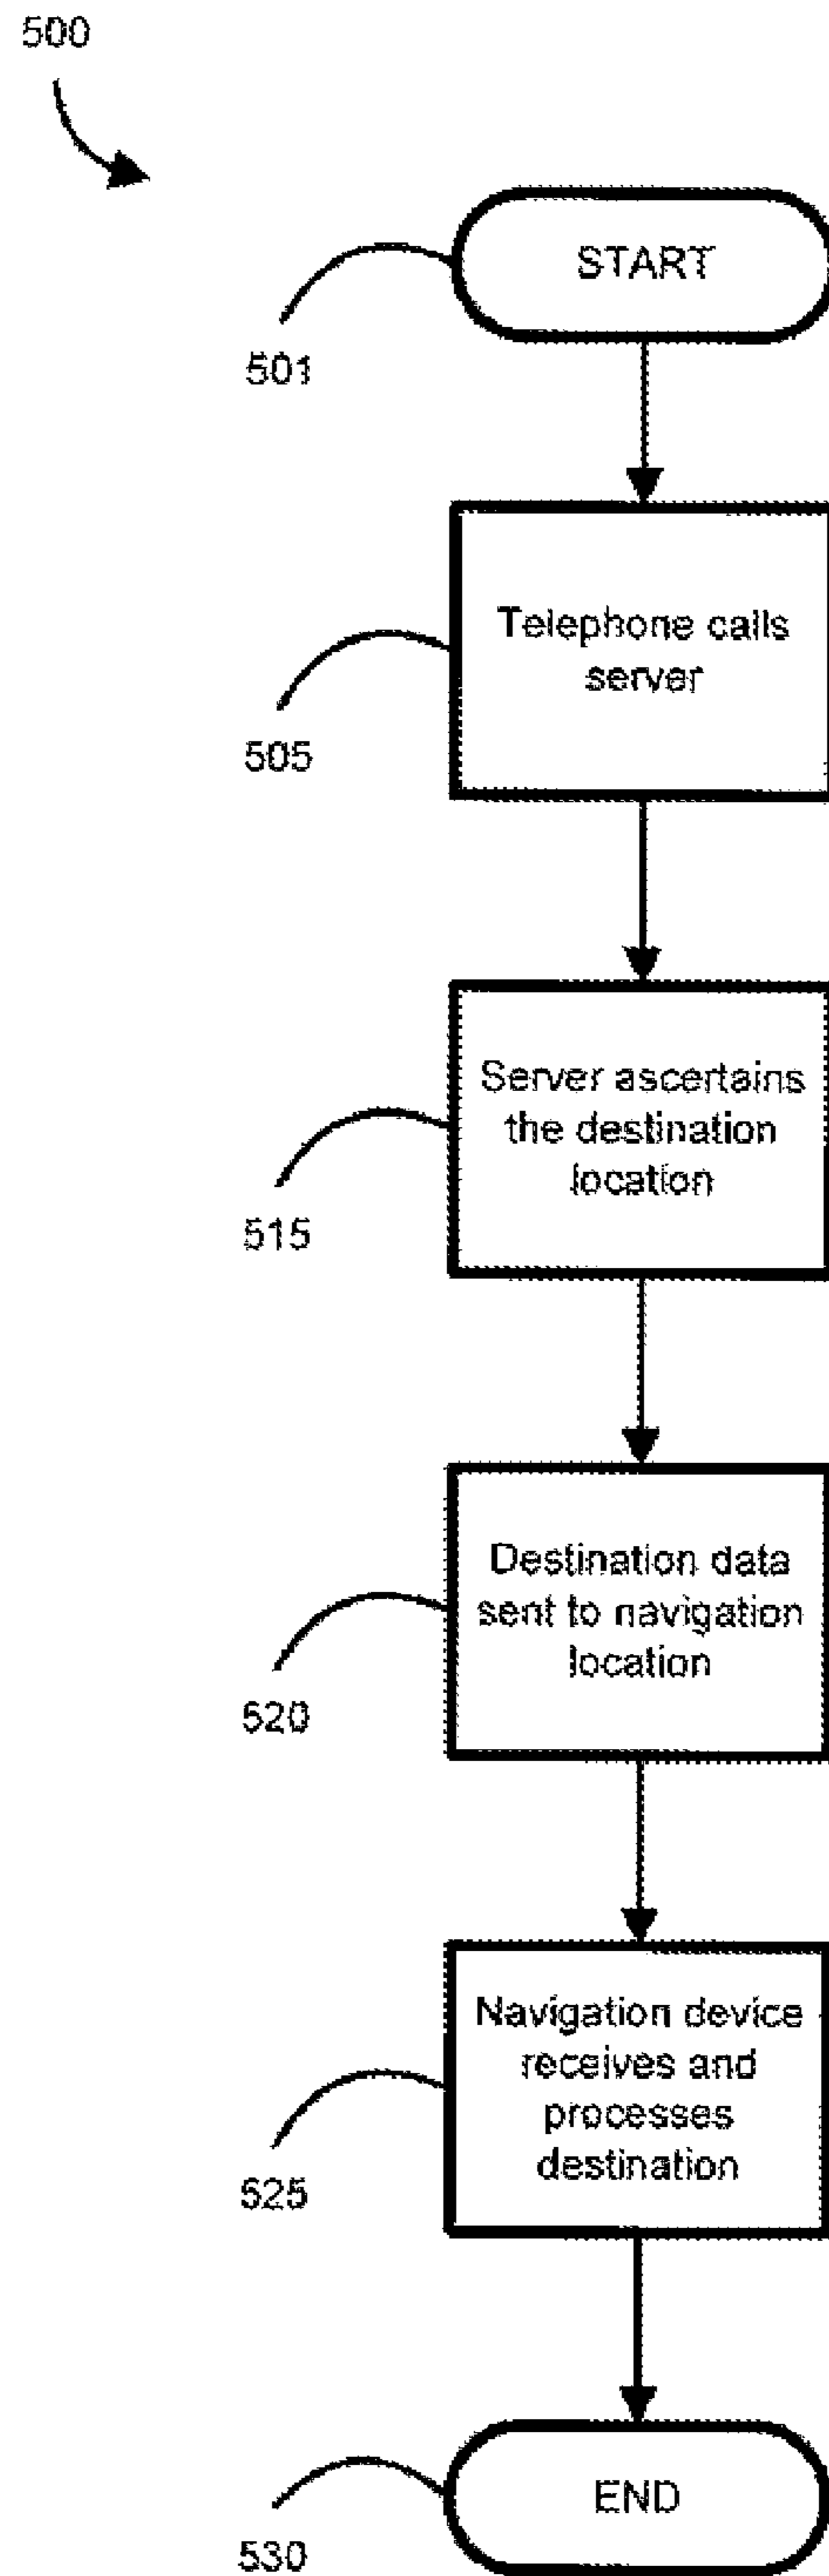 500
START
501
Telephone calls
server
505
Server ascertains
the destination
location
515
Destination data
sent to navigation
location
520
Navigation device
receives and
processes
destination
525
END
530